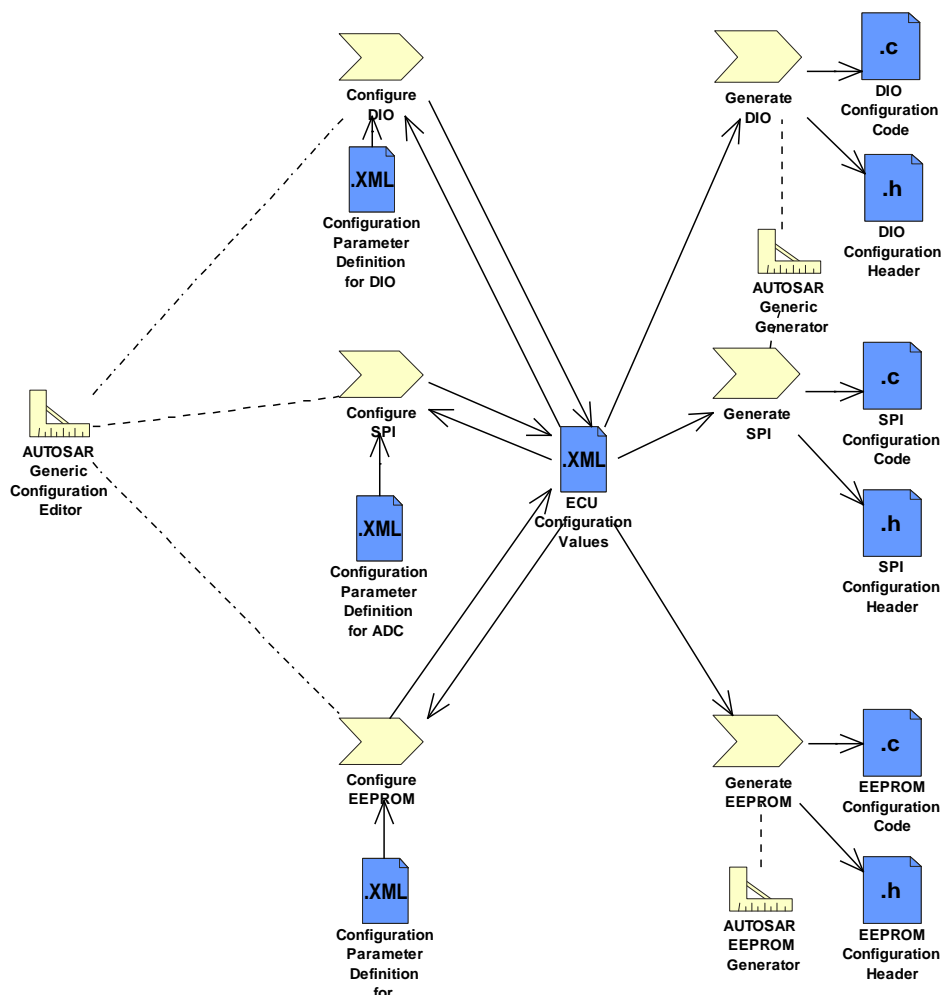 Configure
DIO
.XML
Configuration
Parameter
Definition
for DIO
Generate
DIO
.c
DIO
Configuration
Code
.h
DIO
Configuration
Header
AUTOSAR
Generic
Generator
AUTOSAR
Generic
Configuration
Editor
Configure
SPI
.XML
Configuration
Parameter
Definition
for ADC
.XML
ECU
Configuration
Values
Generate
SPI
.c
SPI
Configuration
Code
.h
SPI
Configuration
Header
Configure
EEPROM
.XML
Configuration
Parameter
Definition
for
Generate
EEPROM
.c
EEPROM
Configuration
Code
AUTOSAR
EEPROM
Generator
.h
EEPROM
Configuration
Header